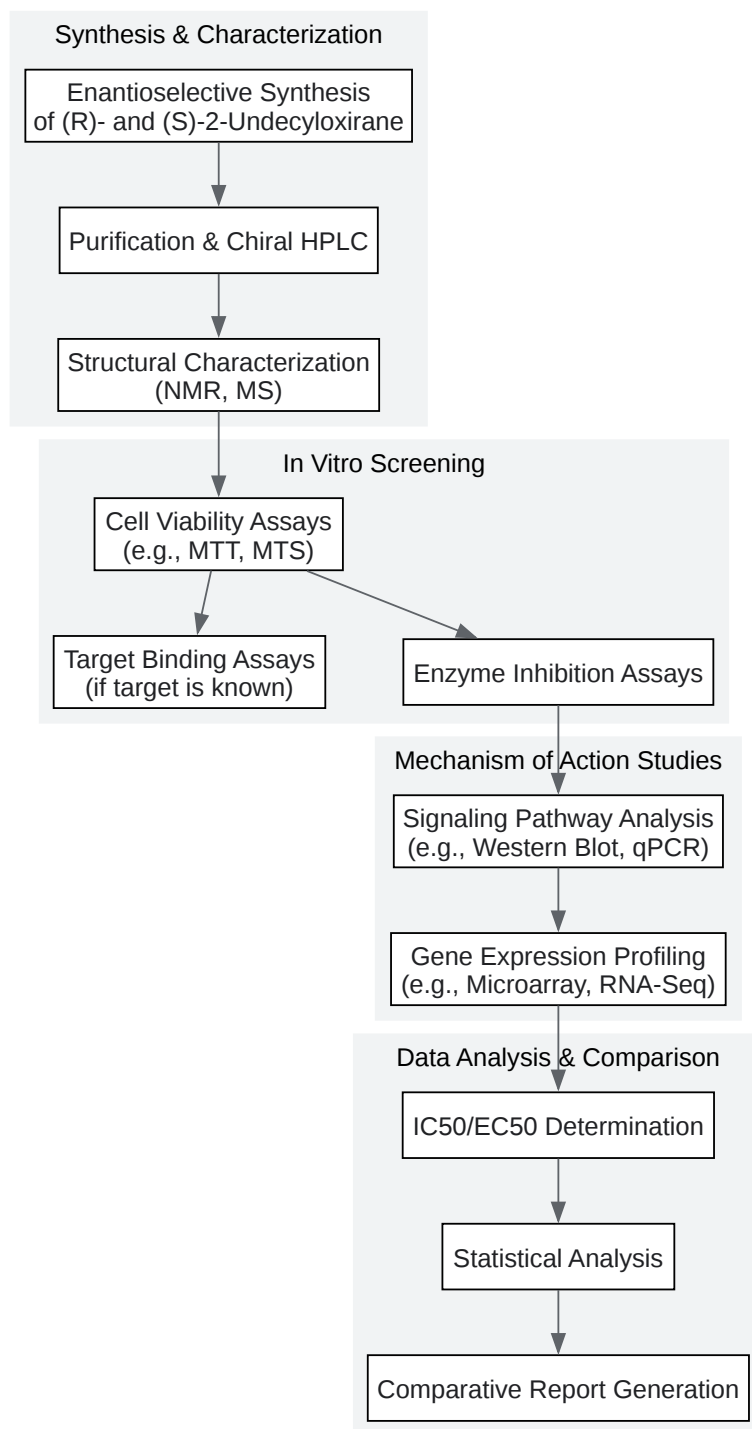 Synthesis & Characterization
Enantioselective Synthesis
of (R)- and (S)-2-Undecyloxirane
Purification & Chiral HPLC
Structural Characterization
(NMR, MS)
In Vitro Screening
Cell Viability Assays
(e.g., MTT, MTS)
Target Binding Assays
(if target is known)
Enzyme Inhibition Assays
Mechanism of Action Studies
Signaling Pathway Analysis
(e.g., Western Blot, qPCR)
Gene Expression Profiling
(e.g., Microarray, RNA-Seq)
Data Analysis & Comparison
IC50/EC50 Determination
Statistical Analysis
Comparative Report Generation